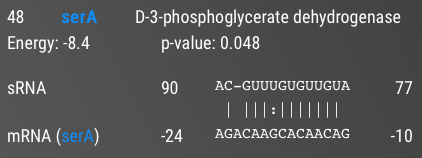 48 serA D-3-phosphoglycerate dehydrogenase
Energy: -8.4 p-value: 0.048
sRNA 90 AC-GUUUGUGUUGUA 77
| |||:|||||||
mRNA (serA) -24 AGACAAGCACAACAG -10